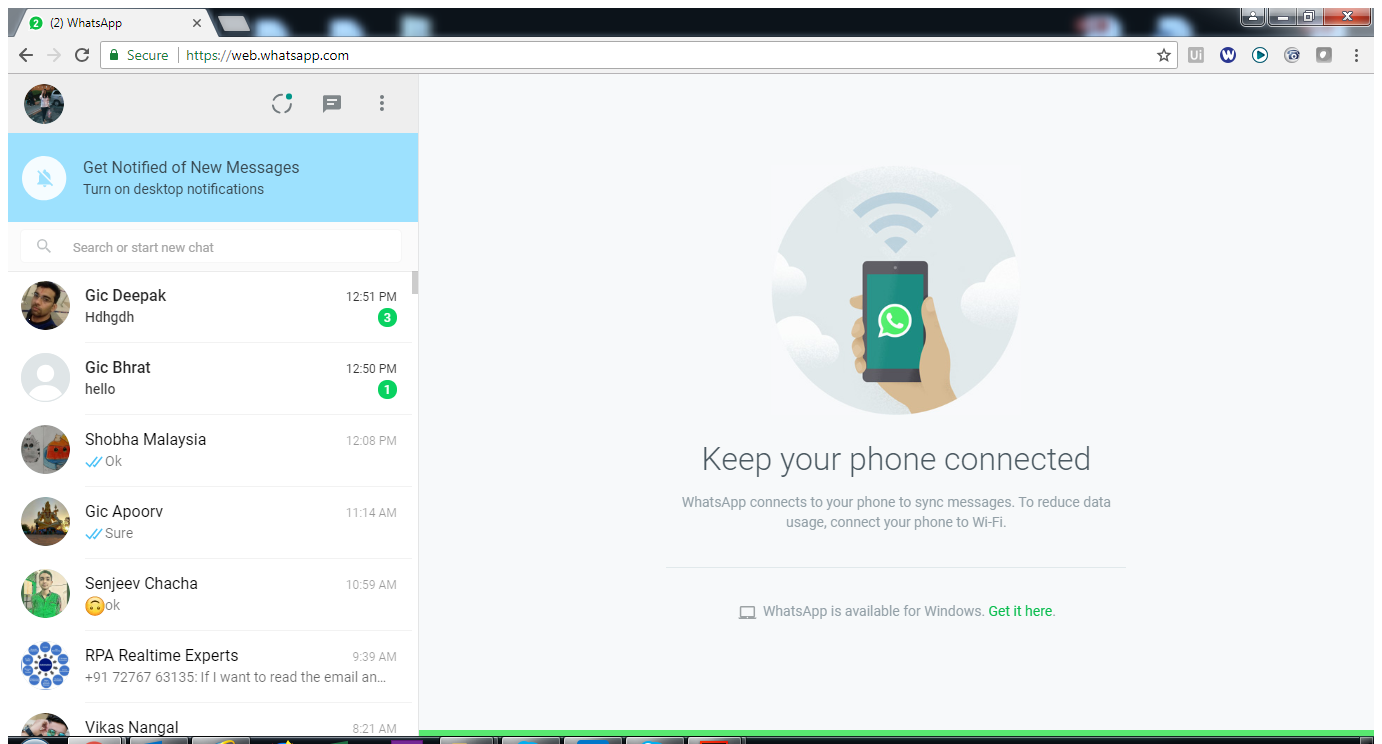 2 (2) WhatsApp
Secure https://web.whatsapp.com
Ui W
Get Notified of New Messages
Turn on desktop notifications
Search or start new chat
Gic Deepak 12:51 PM
Hdhgdh 3
Gic Bhrat 12:50 PM
hello 1
Shobha Malaysia 12:08 PM
Ok
Gic Apoorv 11:14 AM
Sure
Senjeev Chacha 10:59 AM
🙃ok
RPA Realtime Experts 9:39 AM
+91 72767 63135: If I want to read the email an...
Vikas Nangal 8:21 AM
Keep your phone connected
WhatsApp connects to your phone to sync messages. To reduce data
usage, connect your phone to Wi-Fi.
WhatsApp is available for Windows. Get it here.